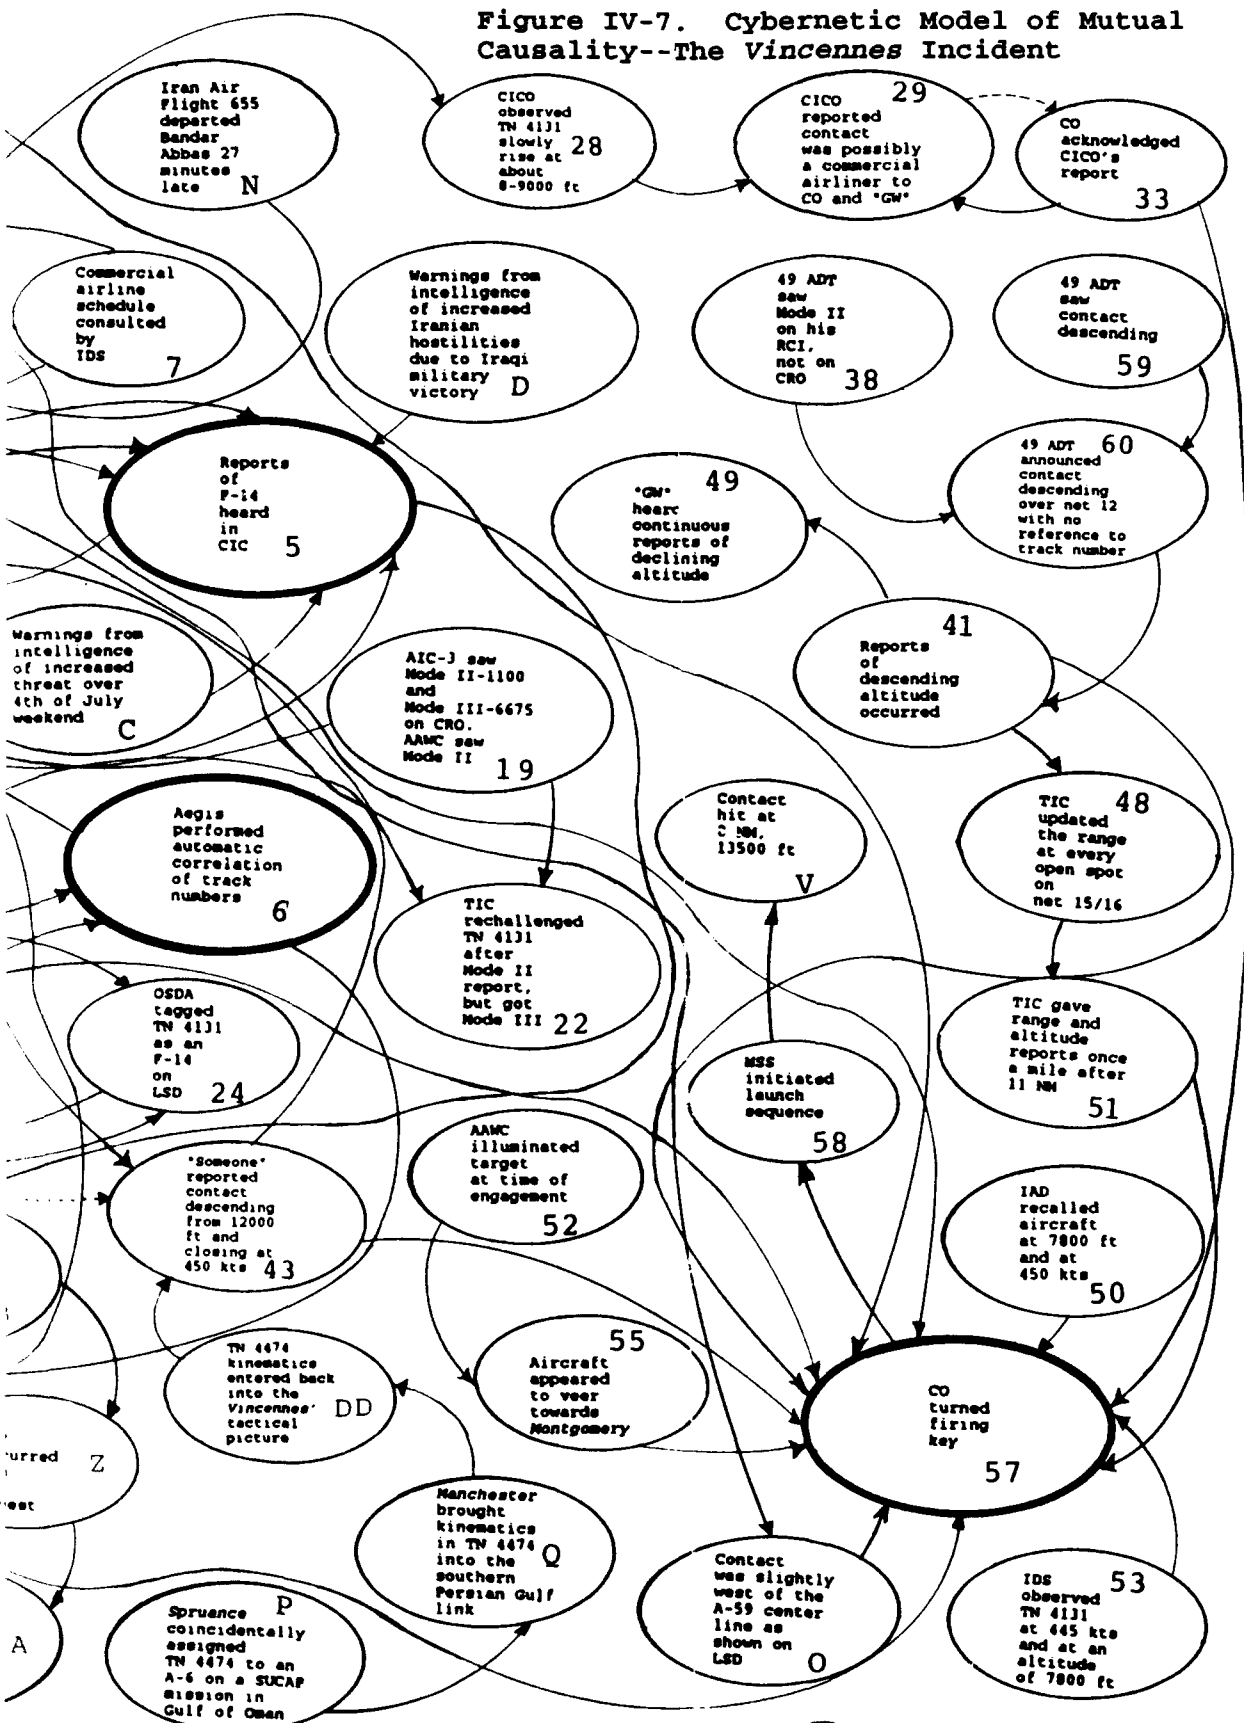 Figure IV-7. Cybernetic Model of Mutual
Causality--The Vincennes Incident
Iran Air
Flight 655
departed
Bandar
Abbas 27
minutes
late N
CICO
observed
TN 4131
slowly 28
rise at
about
8-9000 ft
29
CICO
reported
contact
was possibly
a commercial
airliner to
CO and "GW"
CO
acknowledged
CICO's
report
33
Commercial
airline
schedule
consulted
by
IDS 7
Warnings from
intelligence
of increased
Iranian
hostilities
due to Iraqi
military
victory D
49 ADT
saw
Mode II
on his
RCI,
not on
CRO 38
49 ADT
saw
contact
descending
59
Reports
of
F-14
heard
in
CIC 5
"GW" 49
heard
continuous
reports of
declining
altitude
49 ADT 60
announced
contact
descending
over net 12
with no
reference to
track number
Warnings from
intelligence
of increased
threat over
4th of July
weekend
C
AIC-J saw
Mode II-1100
and
Mode III-6675
on CRO.
AAWC saw
Mode II 19
41
Reports
of
descending
altitude
occurred
Aegis
performed
automatic
correlation
of track
numbers 6
Contact
hit at
NM,
13500 ft
V
TIC 48
updated
the range
at every
open spot
on
net 15/16
TIC
rechallenged
TN 4131
after
Mode II
report,
but got
Mode III 22
OSDA
tagged
TN 4131
as an
F-14
on
LSD 24
MSS
initiated
launch
sequence
58
TIC gave
range and
altitude
reports once
a mile after
11 NM
51
"Someone"
reported
contact
descending
from 12000
ft and
closing at
450 kts 43
AAWC
illuminated
target
at time of
engagement
52
IAD
recalled
aircraft
at 7800 ft
and at
450 kts
50
TN 4474
kinematics
entered back
into the
Vincennes' DD
tactical
picture
55
Aircraft
appeared
to veer
towards
Montgomery
CO
turned
firing
key
57
urred Z
est
Manchester
brought
kinematics
in TN 4474 Q
into the
southern
Persian Gulf
link
Contact
was slightly
west of the
A-59 center
line as
shown on
LSD O
IDS 53
observed
TN 4131
at 445 kts
and at an
altitude
of 7800 ft
A
Spruance P
coincidentally
assigned
TN 4474 to an
A-6 on a SUCAP
mission in
Gulf of Oman